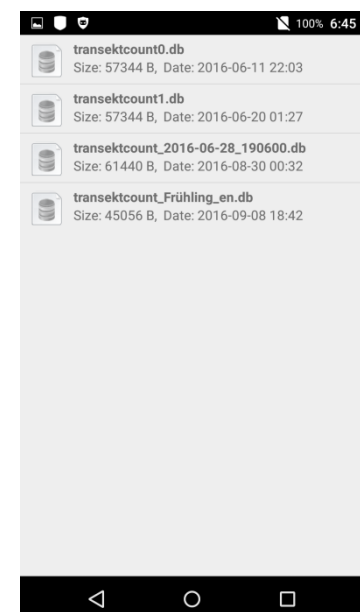 100% 6:45
transektcount0.db
Size: 57344 B, Date: 2016-06-11 22:03
transektcount1.db
Size: 57344 B, Date: 2016-06-20 01:27
transektcount_2016-06-28_190600.db
Size: 61440 B, Date: 2016-08-30 00:32
transektcount_Frühling_en.db
Size: 45056 B, Date: 2016-09-08 18:42